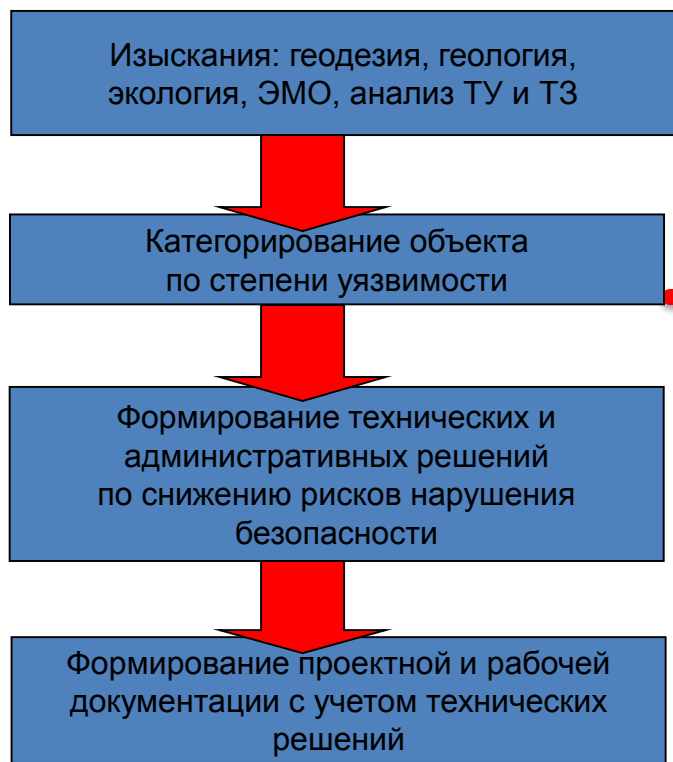 Изыскания: геодезия, геология,
экология, ЭМО, анализ ТУ и ТЗ
Категорирование объекта
по степени уязвимости
Формирование технических и
административных решений
по снижению рисков нарушения
безопасности
Формирование проектной и рабочей
документации с учетом технических
решений